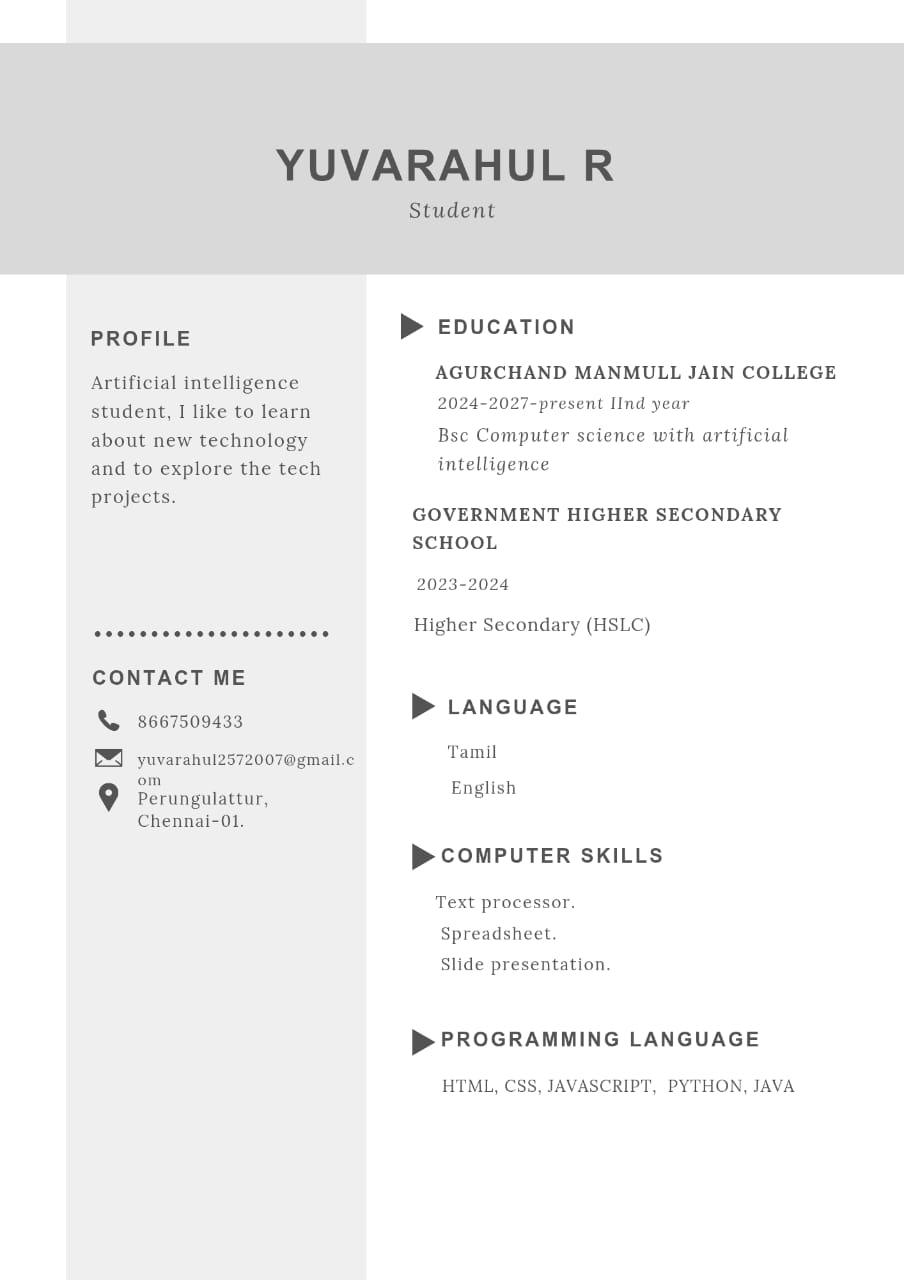 YUVARAHUL R
Student
PROFILE
Artificial intelligence
student, I like to learn
about new technology
and to explore the tech
projects.
CONTACT ME
8667509433
yuvarahul2572007@gmail.c
om
Perungulattur,
Chennai-01.
EDUCATION
AGURCHAND MANMULL JAIN COLLEGE
2024-2027-present IInd year
Bsc Computer science with artificial
intelligence
GOVERNMENT HIGHER SECONDARY
SCHOOL
2023-2024
Higher Secondary (HSLC)
LANGUAGE
Tamil
English
COMPUTER SKILLS
Text processor.
Spreadsheet.
Slide presentation.
PROGRAMMING LANGUAGE
HTML, CSS, JAVASCRIPT,  PYTHON, JAVA